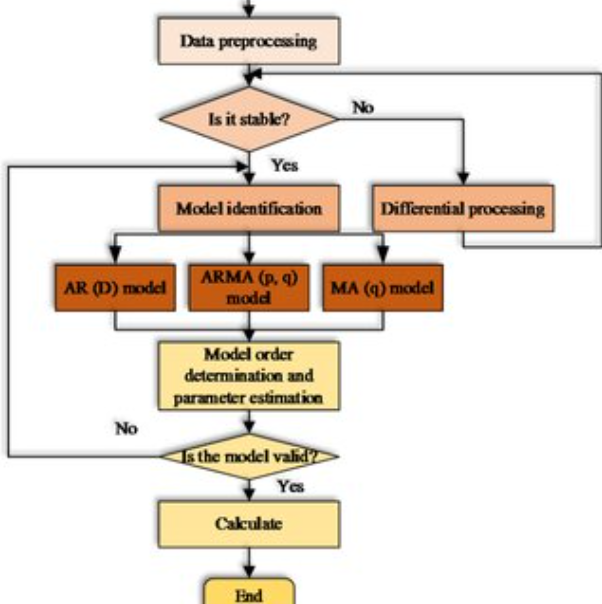 Data preprocessing
Is it stable?
No
Yes
Model identification
Differential processing
AR (D) model
ARMA (p, q)
model
MA (q) model
Model order
determination and
parameter estimation
No
Is the model valid?
Yes
Calculate
End